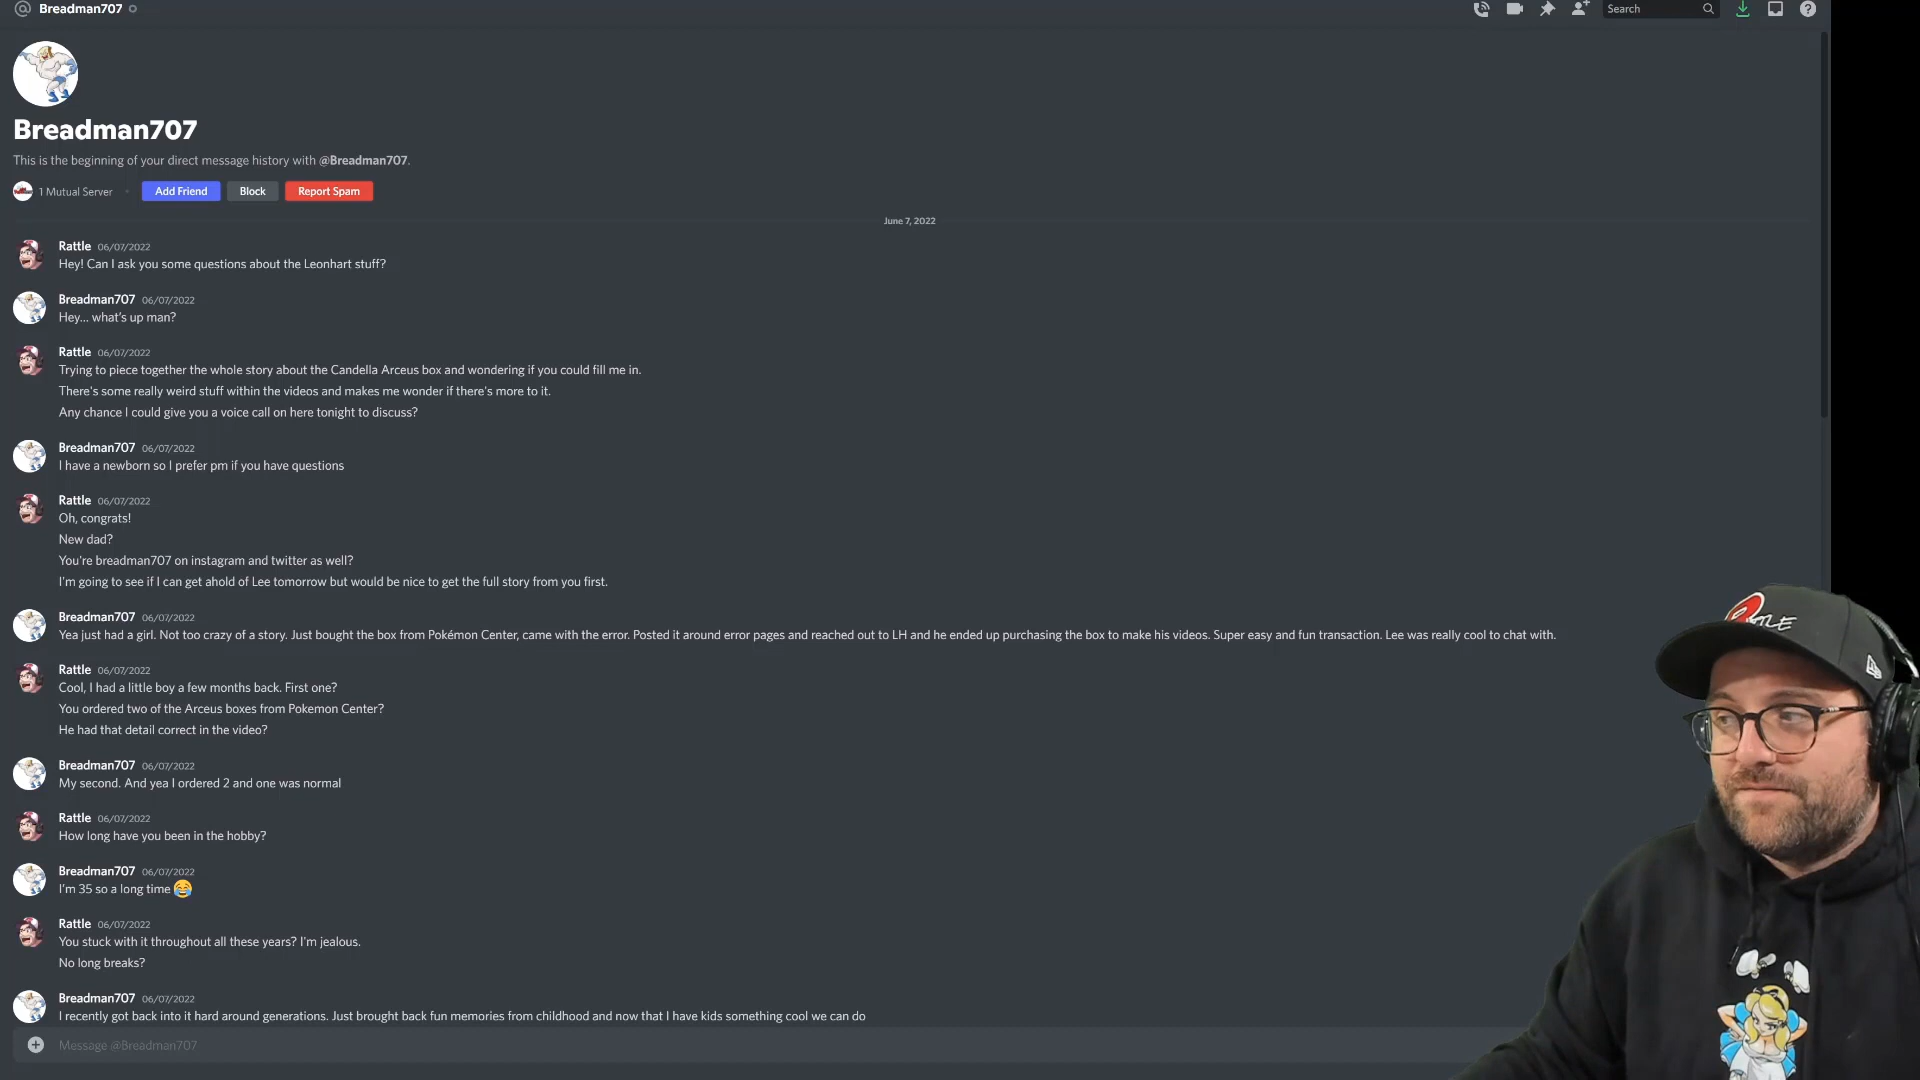 Breadman707
Search
Breadman707
This is the beginning of your direct message history with @Breadman707.
1 Mutual Server
Add Friend
Block
Report Spam
June 7, 2022
Rattle 06/07/2022
Hey! Can I ask you some questions about the Leonhart stuff?
Breadman707 06/07/2022
Hey... what's up man?
Rattle 06/07/2022
Trying to piece together the whole story about the Candella Arceus box and wondering if you could fill me in.
There's some really weird stuff within the videos and makes me wonder if there's more to it.
Any chance I could give you a voice call on here tonight to discuss?
Breadman707 06/07/2022
I have a newborn so I prefer pm if you have questions
Rattle 06/07/2022
Oh, congrats!
New dad?
You're breadman707 on instagram and twitter as well?
I'm going to see if I can get ahold of Lee tomorrow but would be nice to get the full story from you first.
Breadman707 06/07/2022
Yea just had a girl. Not too crazy of a story. Just bought the box from Pokémon Center, came with the error. Posted it around error pages and reached out to LH and he ended up purchasing the box to make his videos. Super easy and fun transaction. Lee was really cool to chat with.
Rattle 06/07/2022
Cool, I had a little boy a few months back. First one?
You ordered two of the Arceus boxes from Pokemon Center?
He had that detail correct in the video?
Breadman707 06/07/2022
My second. And yea I ordered 2 and one was normal
Rattle 06/07/2022
How long have you been in the hobby?
Breadman707 06/07/2022
I'm 35 so a long time 😂
Rattle 06/07/2022
You stuck with it throughout all these years? I'm jealous.
No long breaks?
Breadman707 06/07/2022
I recently got back into it hard around generations. Just brought back fun memories from childhood and now that I have kids something cool we can do
Message @Breadman707